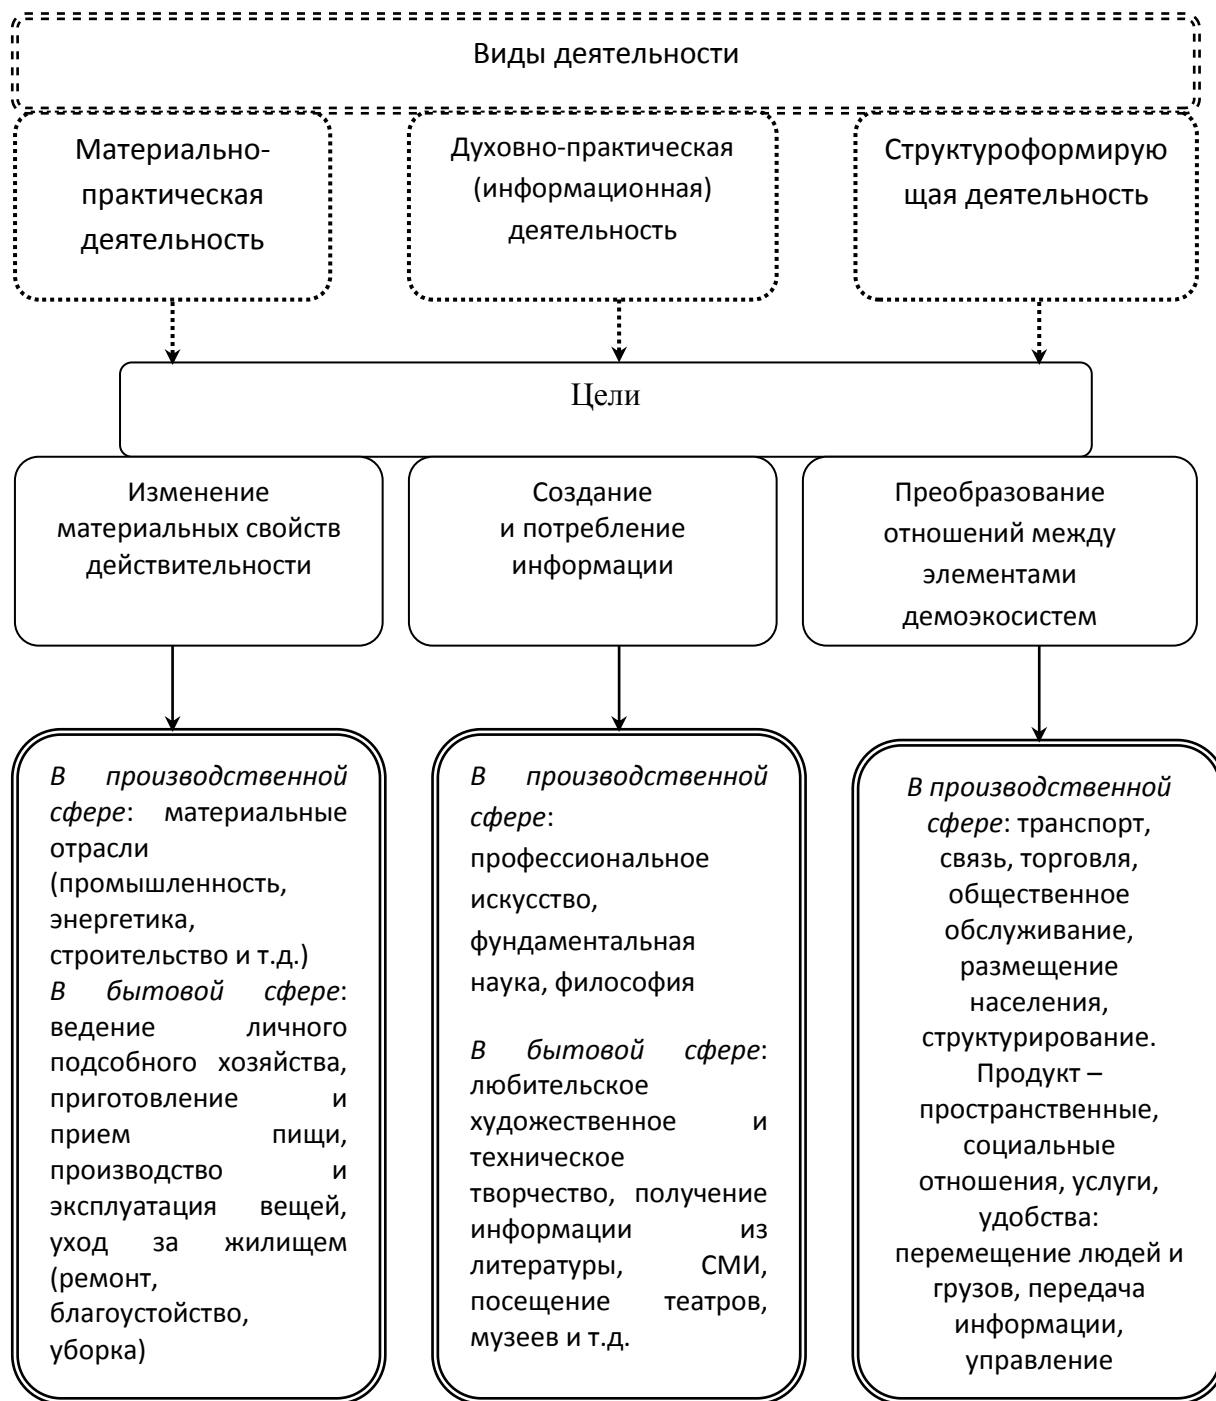 Виды деятельности
Материально-
практическая
деятельность
Духовно-практическая
(информационная)
деятельность
Структуроформирую
щая деятельность
Цели
Изменение
материальных свойств
действительности
Создание
и потребление
информации
Преобразование
отношений между
элементами
демоэкосистем
В производственной
сфере: материальные
отрасли
(промышленность,
энергетика,
строительство и т.д.)
В бытовой сфере:
ведение личного
подсобного хозяйства,
приготовление и
прием пищи,
производство и
эксплуатация вещей,
уход за жилищем
(ремонт,
благоустойство,
уборка)
В производственной
сфере:
профессиональное
искусство,
фундаментальная
наука, философия
В бытовой сфере:
любительское
художественное и
техническое
творчество, получение
информации из
литературы, СМИ,
посещение театров,
музеев и т.д.
В производственной
сфере: транспорт,
связь, торговля,
общественное
обслуживание,
размещение
населения,
структурирование.
Продукт –
пространственные,
социальные
отношения, услуги,
удобства:
перемещение людей и
грузов, передача
информации,
управление